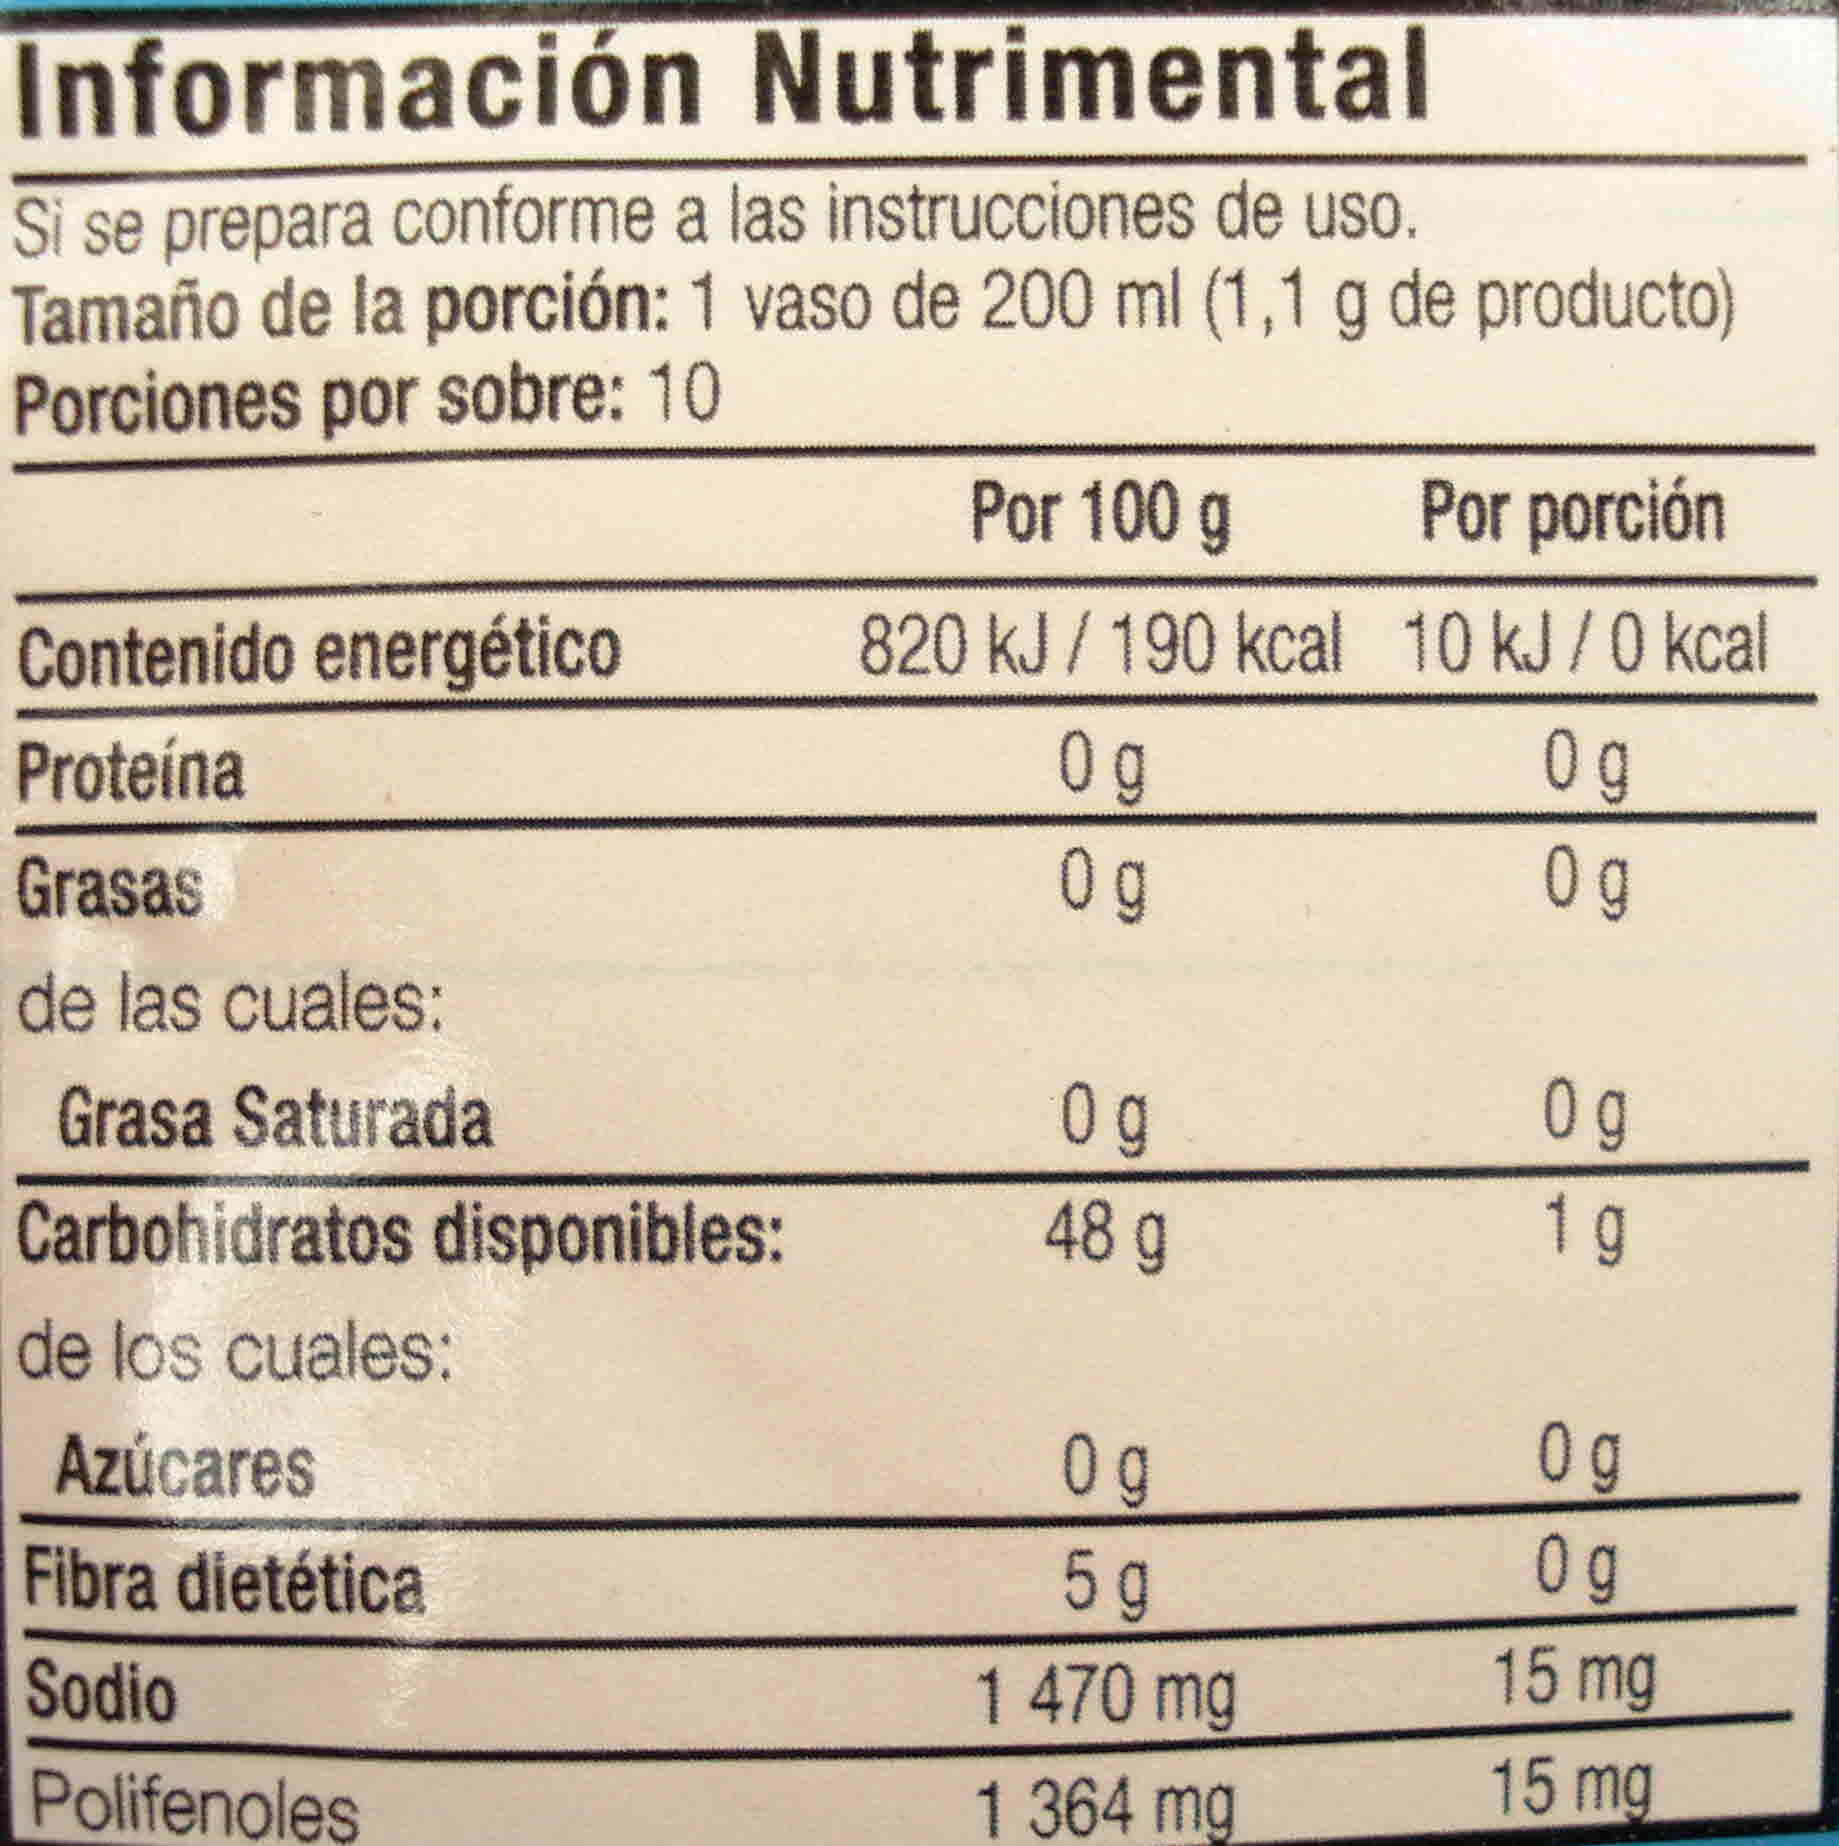 Información Nutrimental
Si se prepara conforme a las instrucciones de uso.
Tamaño de la porción: 1 vaso de 200 ml (1,1 g de producto)
Porciones por sobre: 10
Por 100 g Por porción
Contenido energético 820 kJ / 190 kcal 10 kJ / 0 kcal
Proteína 0 g 0 g
Grasas 0 g 0 g
de las cuales:
Grasa Saturada 0 g 0 g
Carbohidratos disponibles: 48 g 1 g
de los cuales:
Azúcares 0 g 0 g
Fibra dietética 5 g 0 g
Sodio 1 470 mg 15 mg
Polifenoles 1 364 mg 15 mg